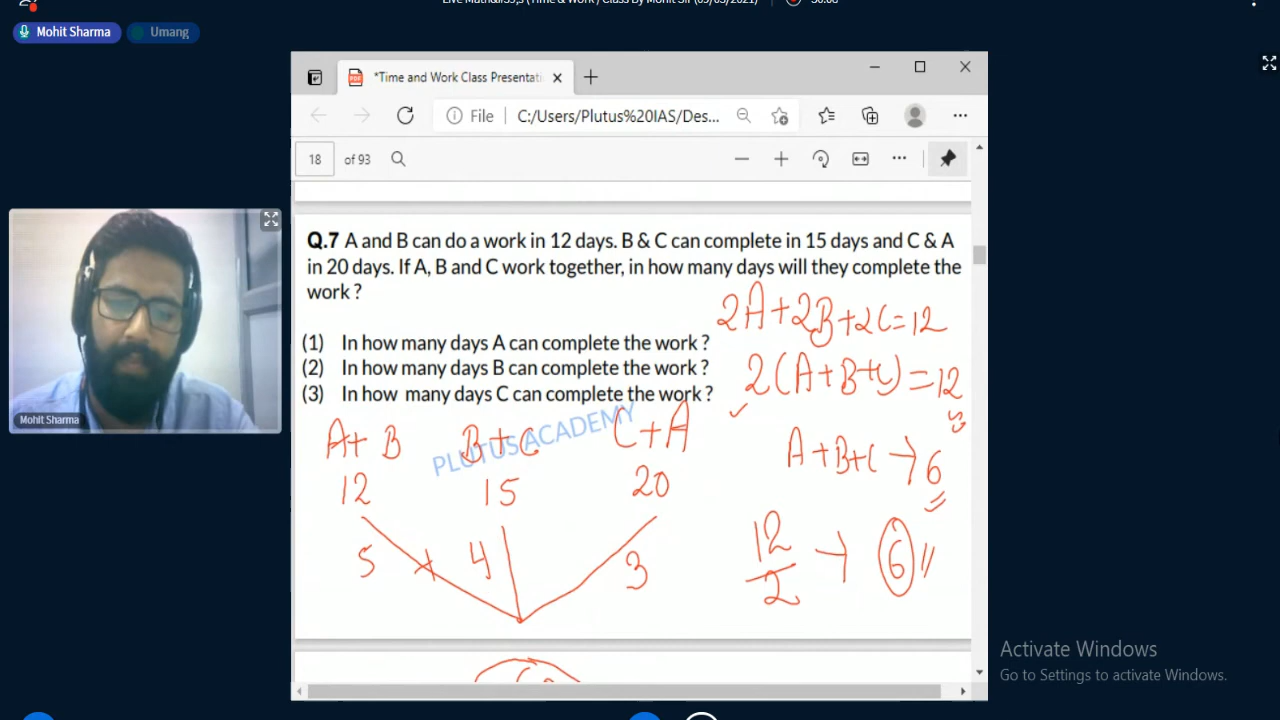 Mohit Sharma
Umang
*Time and Work Class Presentati
File
C:/Users/Plutus%20IAS/Des...
18 of 93
Q.7 A and B can do a work in 12 days. B & C can complete in 15 days and C & A
in 20 days. If A, B and C work together, in how many days will they complete the
work ?
2A+2B+2C=12
(1) In how many days A can complete the work ?
(2) In how many days B can complete the work ?
(3) In how many days C can complete the work ?
2(A+B+C)=12
A+B
B+C
C+A
PLUTUS ACADEMY
12
15
20
A+B+C→6
5
4
3
12/2 → 6
Mohit Sharma
Activate Windows
Go to Settings to activate Windows.